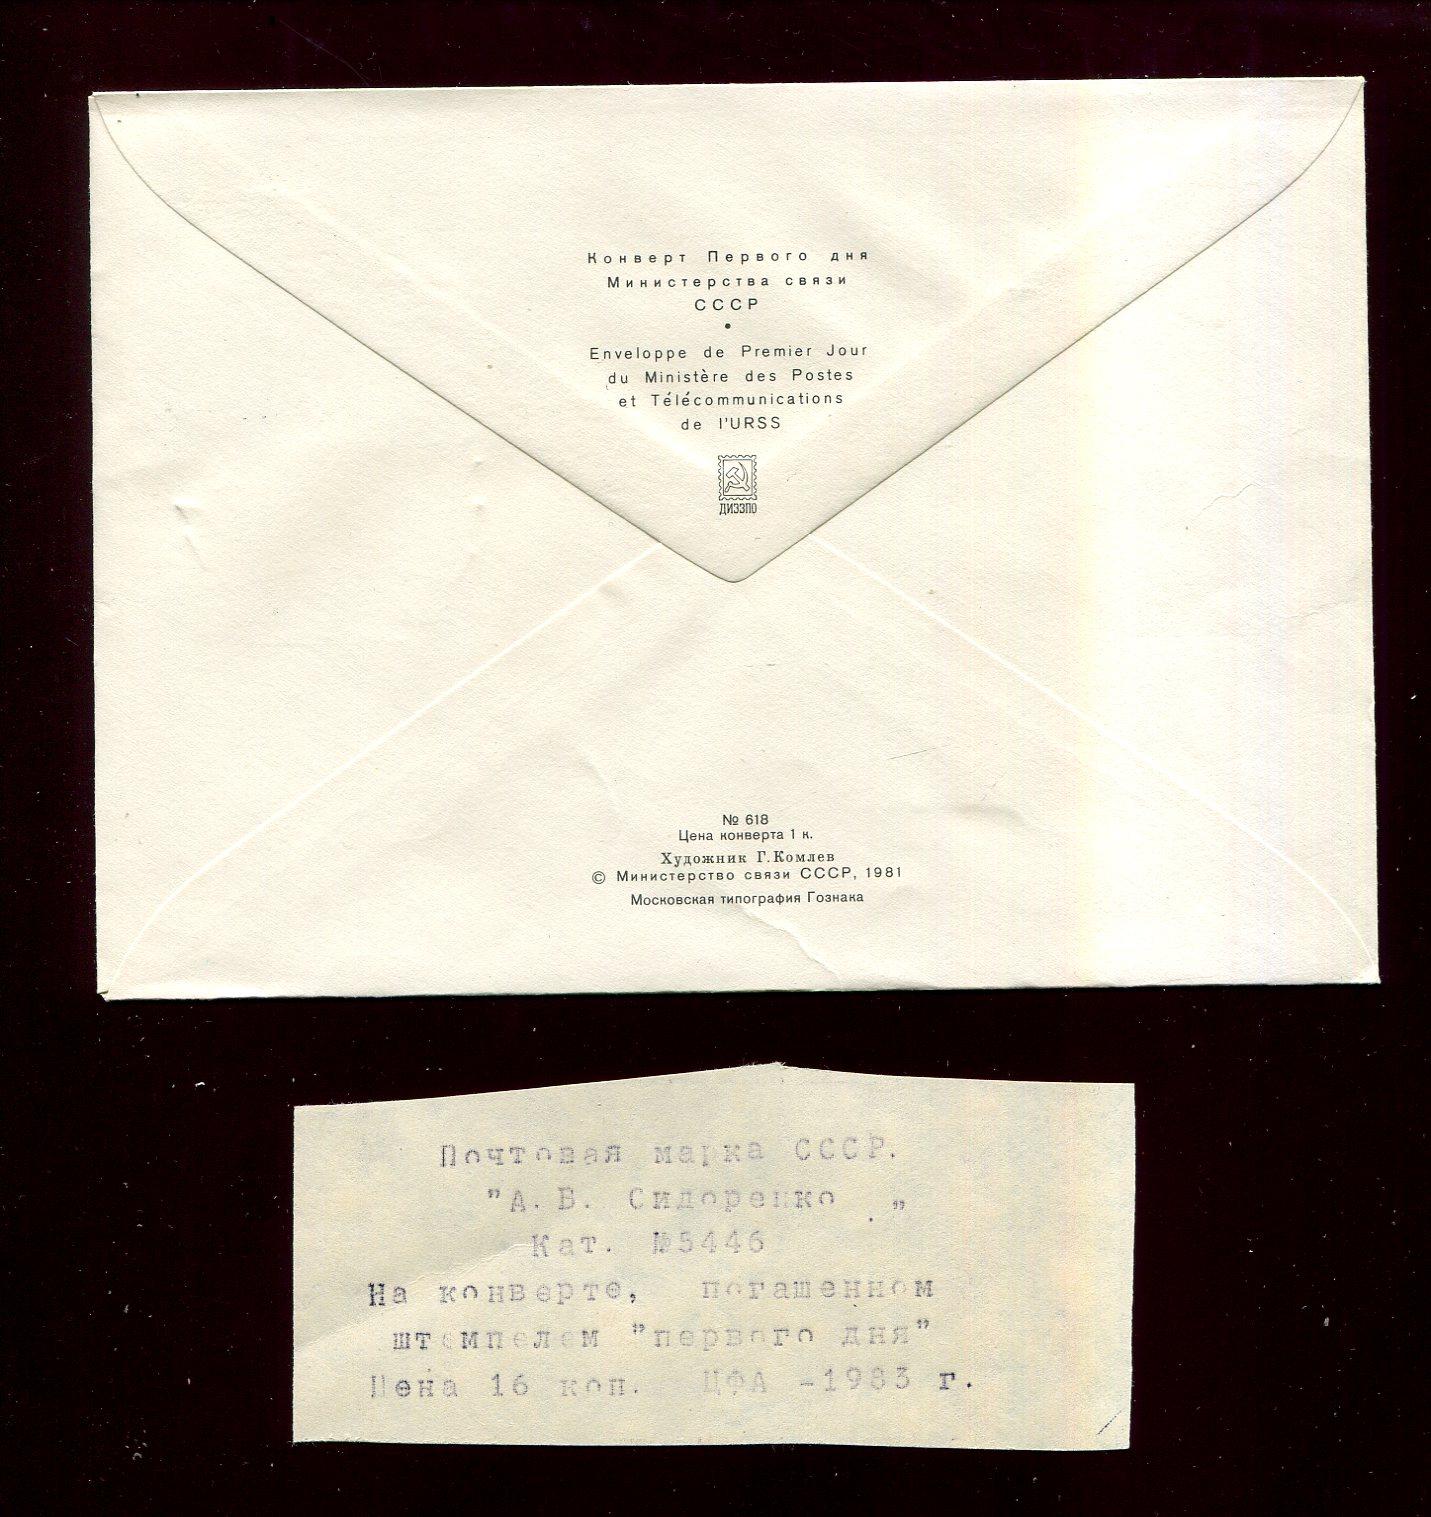 Конверт Первого дня
Министерства связи
СССР
•
Enveloppe de Premier Jour
du Ministère des Postes
et Télécommunications
de l'URSS
ДИЭЗПО
№ 618
Цена конверта 1 к.
Художник Г. Комлев
© Министерство связи СССР, 1981
Московская типография Гознака
Почтовая марка СССР.
"А. В. Сидоренко . "
Кат. №5446
На конверте, погашенном
штемпелем "первого дня"
Цена 16 коп. ЦФА -1983 г.